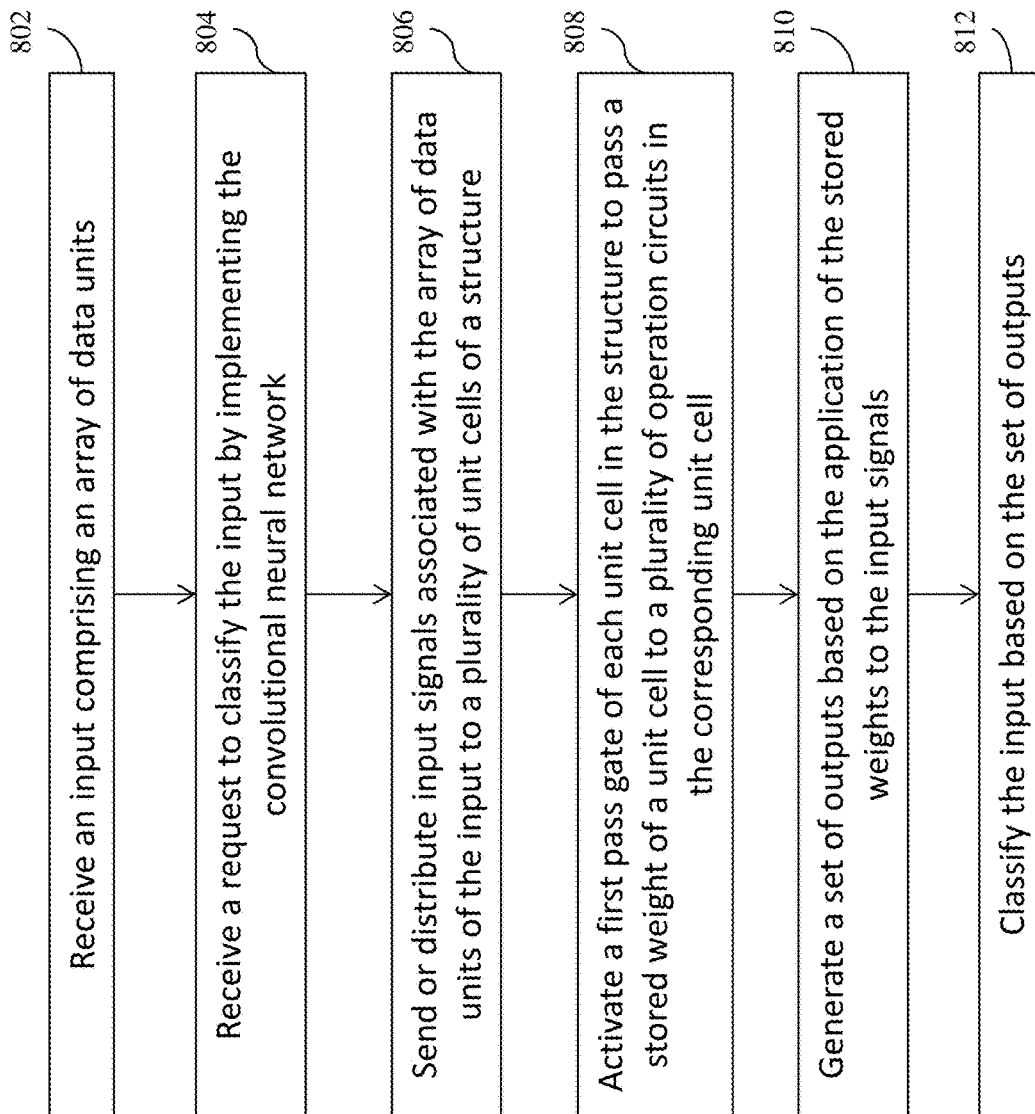 802
Receive an input comprising an array of data units
804
Receive a request to classify the input by implementing the
convolutional neural network
806
Send or distribute input signals associated with the array of data
units of the input to a plurality of unit cells of a structure
808
Activate a first pass gate of each unit cell in the structure to pass a
stored weight of a unit cell to a plurality of operation circuits in
the corresponding unit cell
810
Generate a set of outputs based on the application of the stored
weights to the input signals
812
Classify the input based on the set of outputs